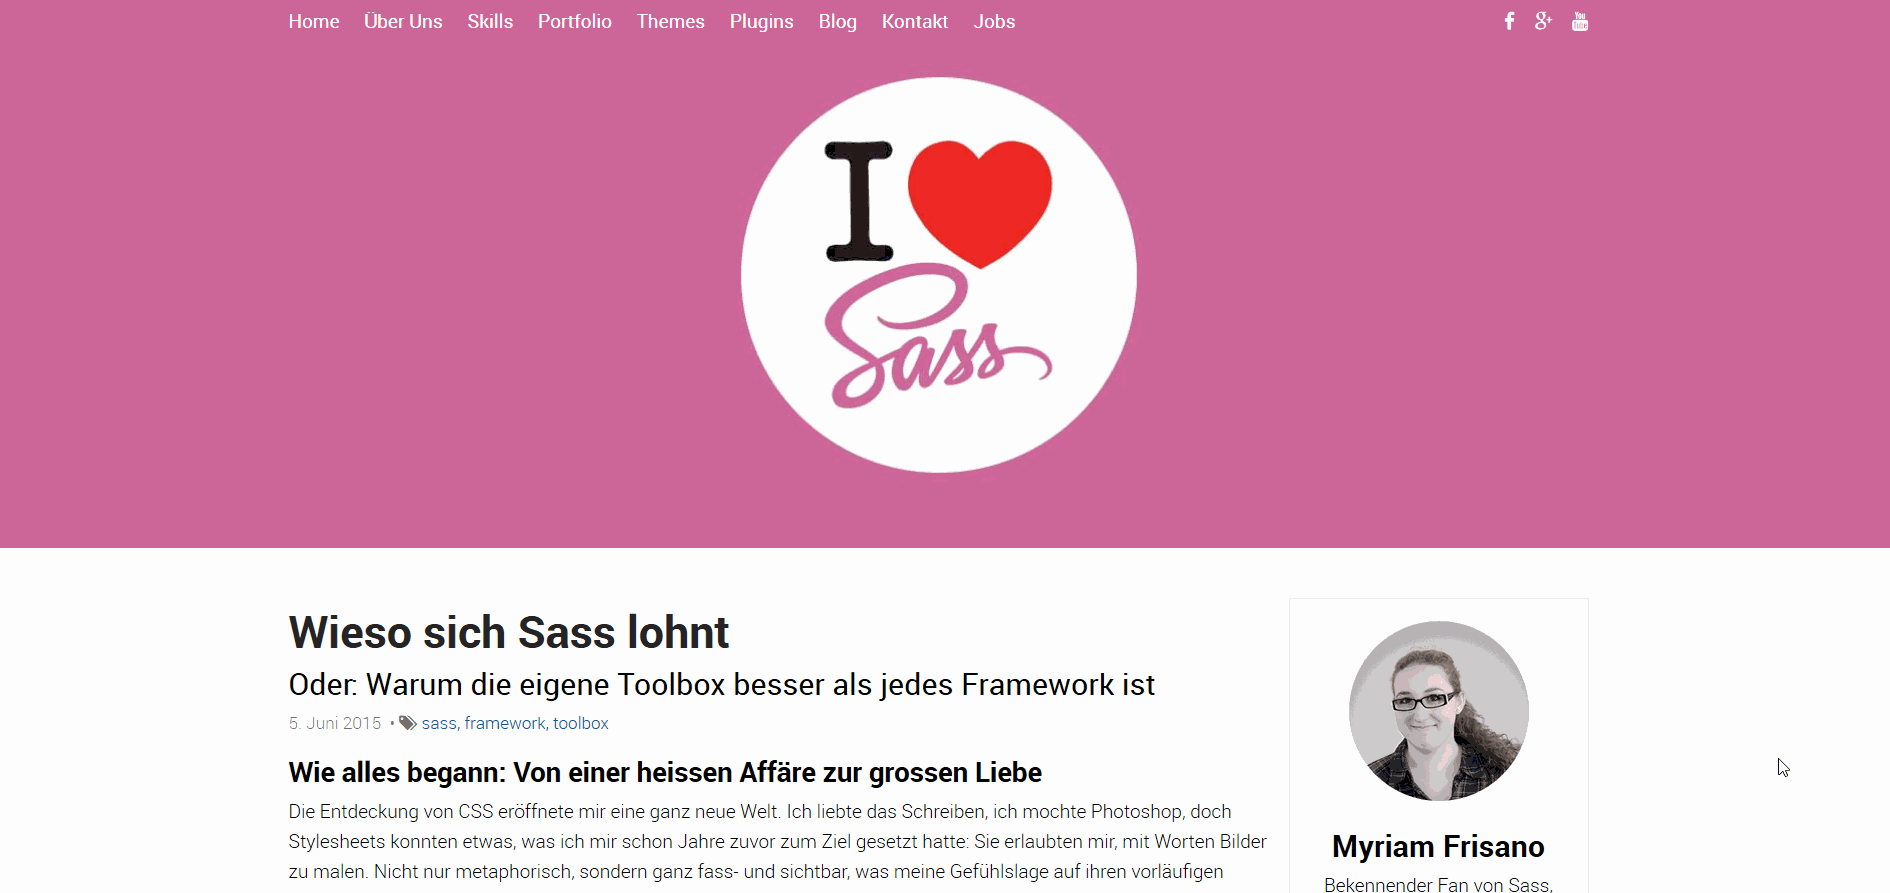 Home Über Uns Skills Portfolio Themes Plugins Blog Kontakt Jobs
You Tube
I
Sass
Wieso sich Sass lohnt
Oder: Warum die eigene Toolbox besser als jedes Framework ist
5. Juni 2015 • sass, framework, toolbox
Wie alles begann: Von einer heissen Affäre zur grossen Liebe
Die Entdeckung von CSS eröffnete mir eine ganz neue Welt. Ich liebte das Schreiben, ich mochte Photoshop, doch
Stylesheets konnten etwas, was ich mir schon Jahre zuvor zum Ziel gesetzt hatte: Sie erlaubten mir, mit Worten Bilder
zu malen. Nicht nur metaphorisch, sondern ganz fass- und sichtbar, was meine Gefühlslage auf ihren vorläufigen
Myriam Frisano
Bekennender Fan von Sass,